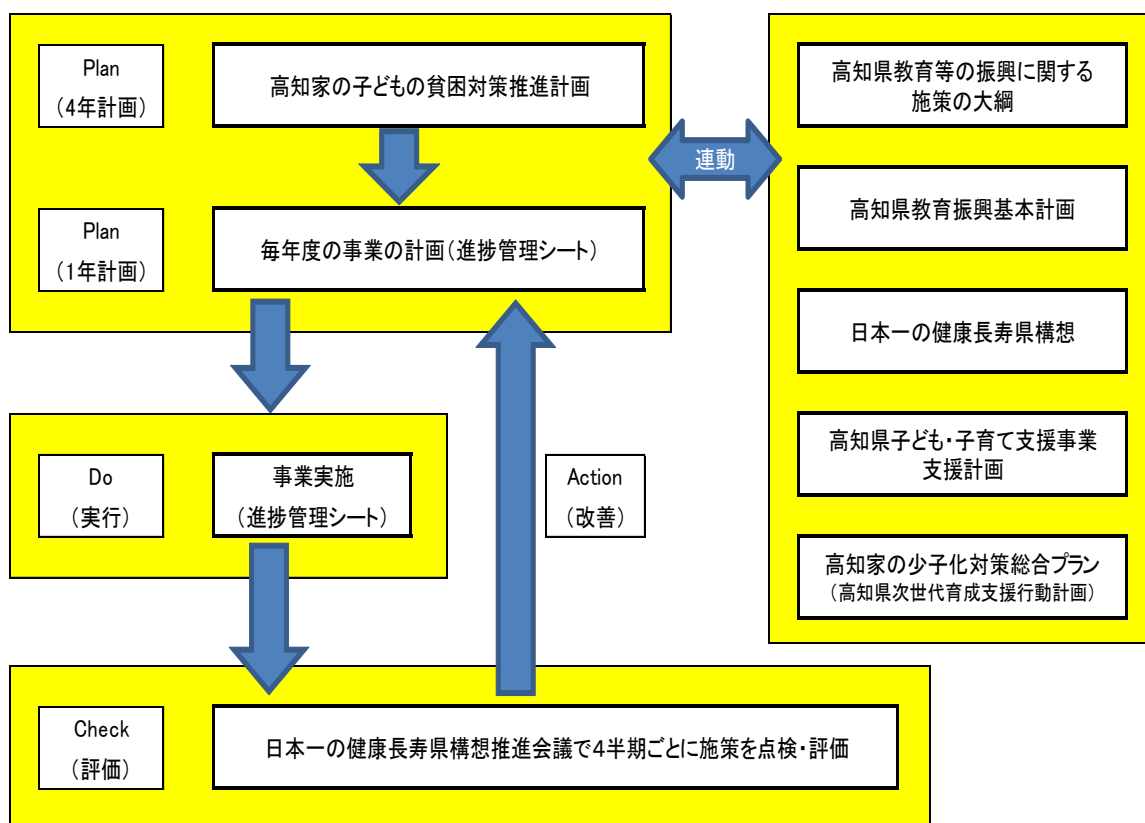 Plan
（4年計画）
高知家の子どもの貧困対策推進計画
Plan
（1年計画）
毎年度の事業の計画（進捗管理シート）
連動
高知県教育等の振興に関する
施策の大綱
高知県教育振興基本計画
日本一の健康長寿県構想
高知県子ども・子育て支援事業
支援計画
高知家の少子化対策総合プラン
（高知県次世代育成支援行動計画）
Do
（実行）
事業実施
（進捗管理シート）
Action
（改善）
Check
（評価）
日本一の健康長寿県構想推進会議で４半期ごとに施策を点検・評価